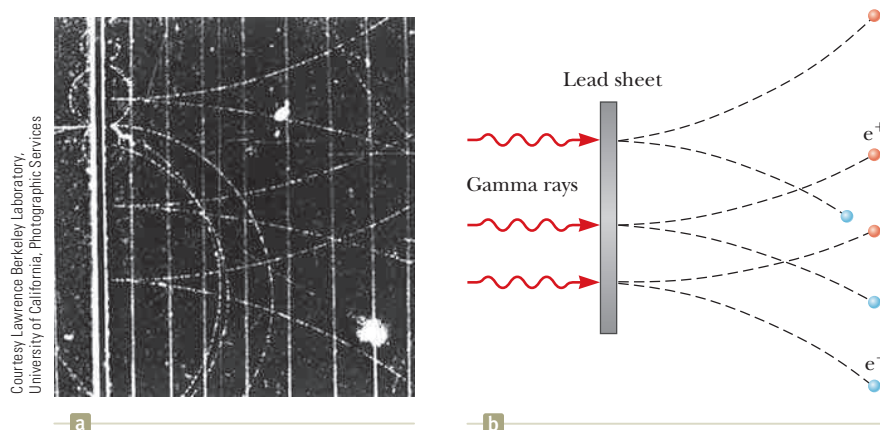 Courtesy Lawrence Berkeley Laboratory,
University of California, Photographic Services
a
Lead sheet
Gamma rays
e+
e−
b